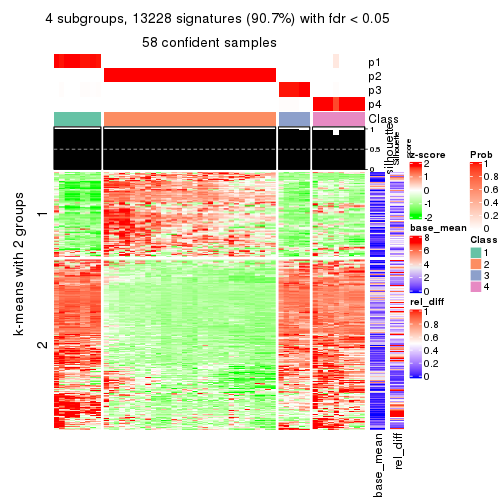 4 subgroups, 13228 signatures (90.7%) with fdr < 0.05
58 confident samples
p1
p2
p3
p4
Class
1
0.5
0
silhouette
Silhouette
score
k-means with 2 groups
1
2
base_mean
rel_diff
z-score
2
1
0
-1
-2
base_mean
8
6
4
2
0
rel_diff
1
0.8
0.6
0.4
0.2
0
Prob
1
0.8
0.6
0.4
0.2
0
Class
1
2
3
4